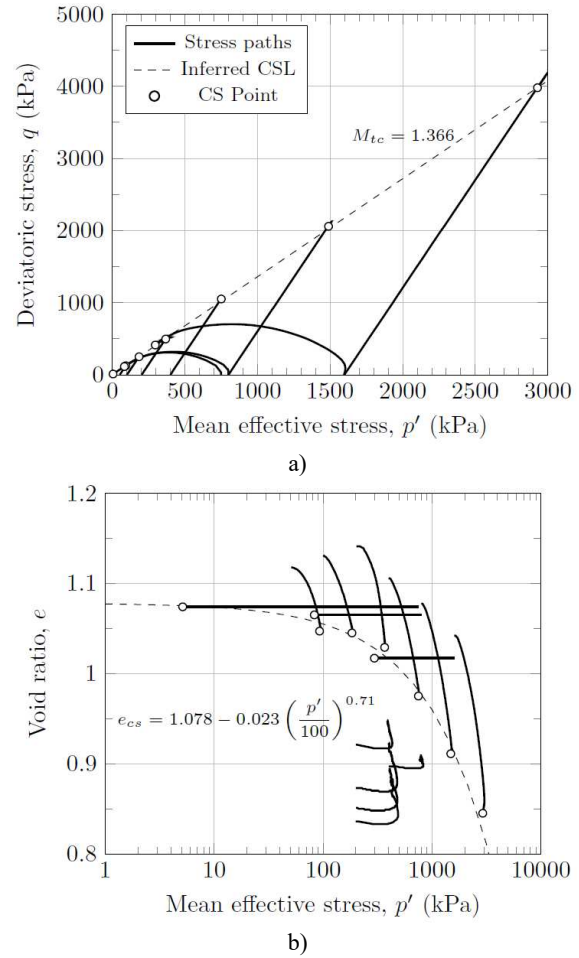 5000
4000
3000
2000
1000
0
Deviatoric stress, q (kPa)
Stress paths
Inferred CSL
CS Point
M_tc = 1.366
0 500 1000 1500 2000 2500 3000
Mean effective stress, p′ (kPa)
a)
1.2
1.1
1
0.9
0.8
Void ratio, e
e_cs = 1.078 − 0.023 (p′/100)^0.71
1 10 100 1000 10000
Mean effective stress, p′ (kPa)
b)